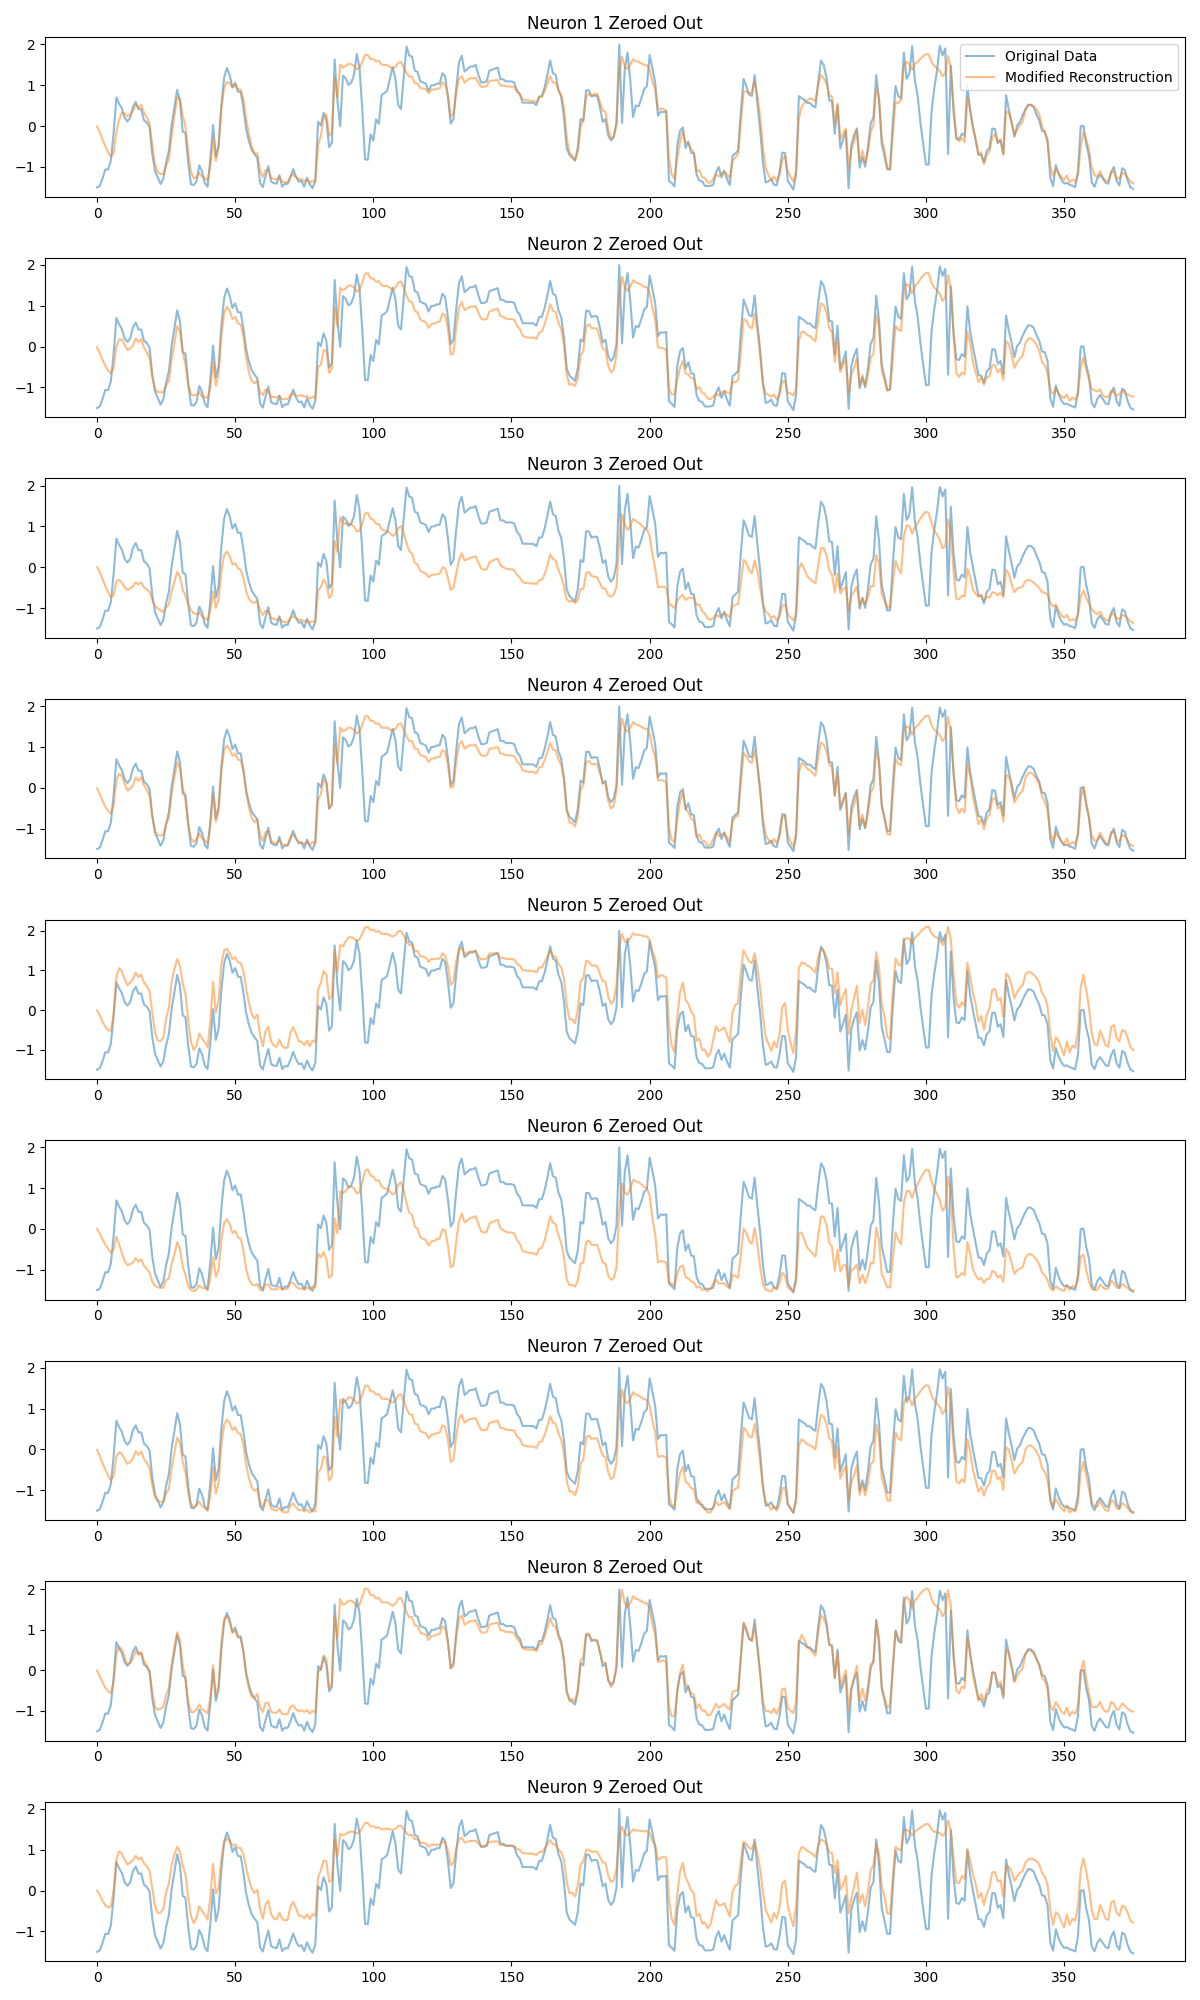 Neuron 1 Zeroed Out
2
1
0
−1
Original Data
Modified Reconstruction
0 50 100 150 200 250 300 350
Neuron 2 Zeroed Out
2
1
0
−1
0 50 100 150 200 250 300 350
Neuron 3 Zeroed Out
2
1
0
−1
0 50 100 150 200 250 300 350
Neuron 4 Zeroed Out
2
1
0
−1
0 50 100 150 200 250 300 350
Neuron 5 Zeroed Out
2
1
0
−1
0 50 100 150 200 250 300 350
Neuron 6 Zeroed Out
2
1
0
−1
0 50 100 150 200 250 300 350
Neuron 7 Zeroed Out
2
1
0
−1
0 50 100 150 200 250 300 350
Neuron 8 Zeroed Out
2
1
0
−1
0 50 100 150 200 250 300 350
Neuron 9 Zeroed Out
2
1
0
−1
0 50 100 150 200 250 300 350